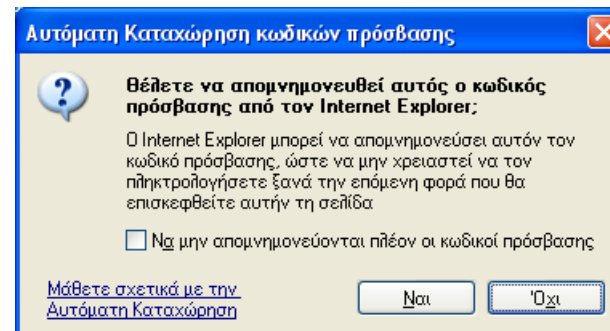 Αυτόματη Καταχώρηση κωδικών πρόσβασης
Θέλετε να απομνημονευθεί αυτός ο κωδικός
πρόσβασης από τον Internet Explorer;
Ο Internet Explorer μπορεί να απομνημονεύσει αυτόν τον
κωδικό πρόσβασης, ώστε να μην χρειαστεί να τον
πληκτρολογήσετε ξανά την επόμενη φορά που θα
επισκεφθείτε αυτήν τη σελίδα
Να μην απομνημονεύονται πλέον οι κωδικοί πρόσβασης
Μάθετε σχετικά με την
Αυτόματη Καταχώρηση
Ναι
Όχι